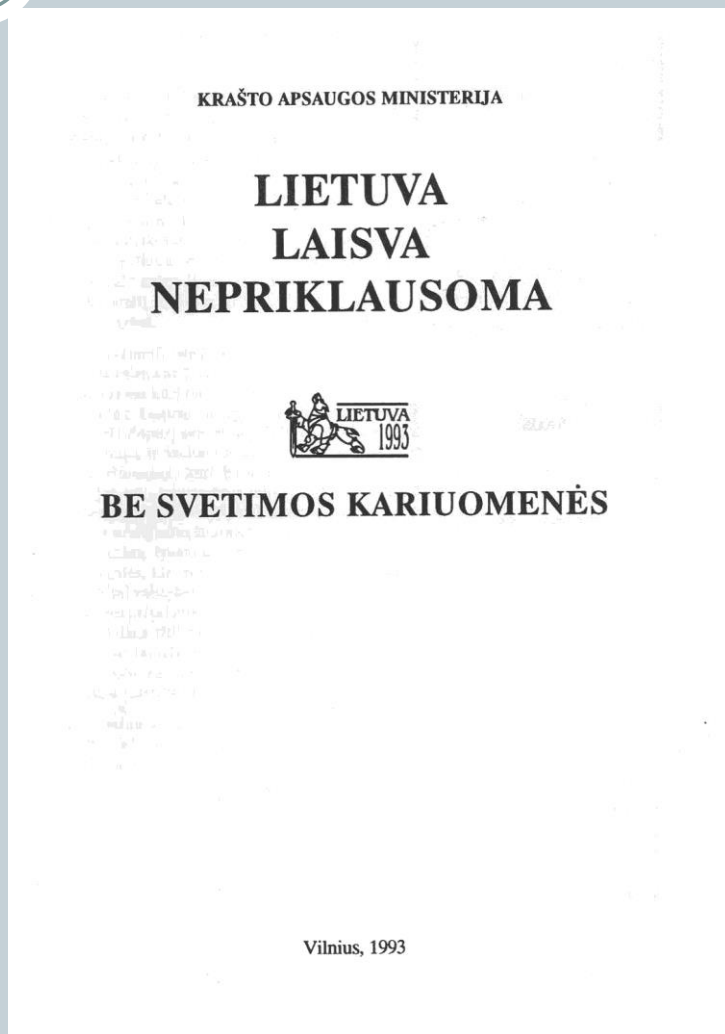 KRAŠTO APSAUGOS MINISTERIJA
LIETUVA
LAISVA
NEPRIKLAUSOMA
LIETUVA
1993
BE SVETIMOS KARIUOMENĖS
Vilnius, 1993